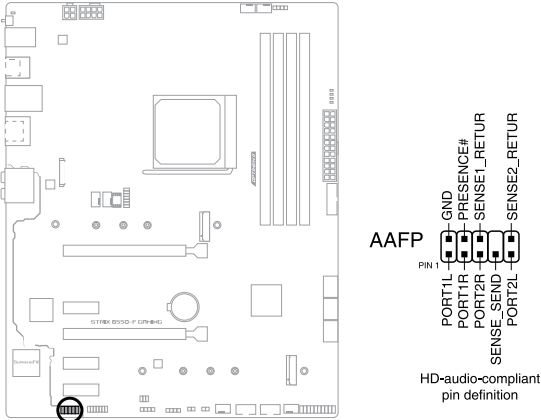 GND
PRESENCE#
SENSE1_RETUR
SENSE2_RETUR
AAFP
PIN 1
PORT1L
PORT1R
PORT2R
SENSE_SEND
PORT2L
HD-audio-compliant
pin definition
STRIX B550-F GAMING